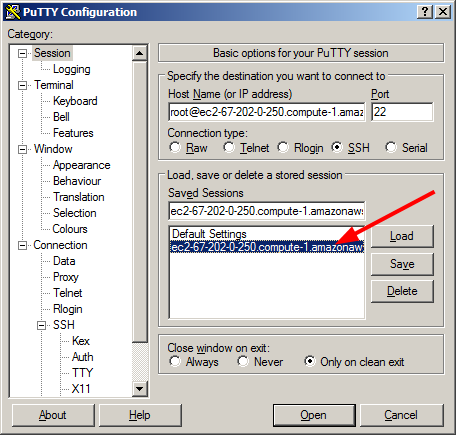 PuTTY Configuration
Category:
Session
Logging
Terminal
Keyboard
Bell
Features
Window
Appearance
Behaviour
Translation
Selection
Colours
Connection
Data
Proxy
Telnet
Rlogin
SSH
Kex
Auth
TTY
X11
Basic options for your PuTTY session
Specify the destination you want to connect to
Host Name (or IP address) Port
root@ec2-67-202-0-250.compute-1.amaz 22
Connection type:
Raw Telnet Rlogin SSH Serial
Load, save or delete a stored session
Saved Sessions
ec2-67-202-0-250.compute-1.amazonaw
Default Settings
ec2-67-202-0-250.compute-1.amazonaw
Load
Save
Delete
Close window on exit:
Always Never Only on clean exit
About Help Open Cancel